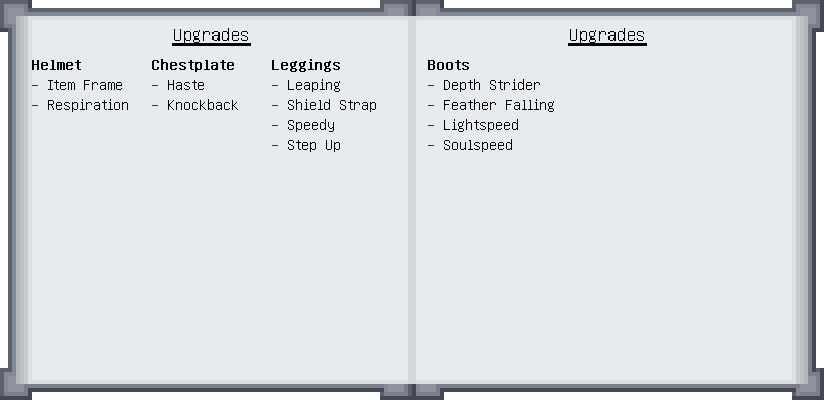 Upgrades
Helmet
- Item Frame
- Respiration
Chestplate
- Haste
- Knockback
Leggings
- Leaping
- Shield Strap
- Speedy
- Step Up
Upgrades
Boots
- Depth Strider
- Feather Falling
- Lightspeed
- Soulspeed